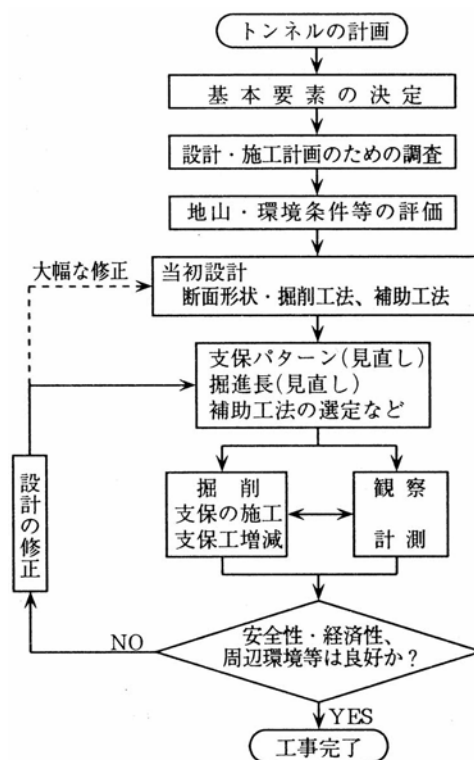 トンネルの計画
基本要素の決定
設計・施工計画のための調査
地山・環境条件等の評価
大幅な修正
当初設計
断面形状・掘削工法、補助工法
支保パターン(見直し)
掘進長(見直し)
補助工法の選定など
設計の修正
掘削
支保の施工
支保工増減
観察
計測
安全性・経済性、
周辺環境等は良好か?
NO
YES
工事完了